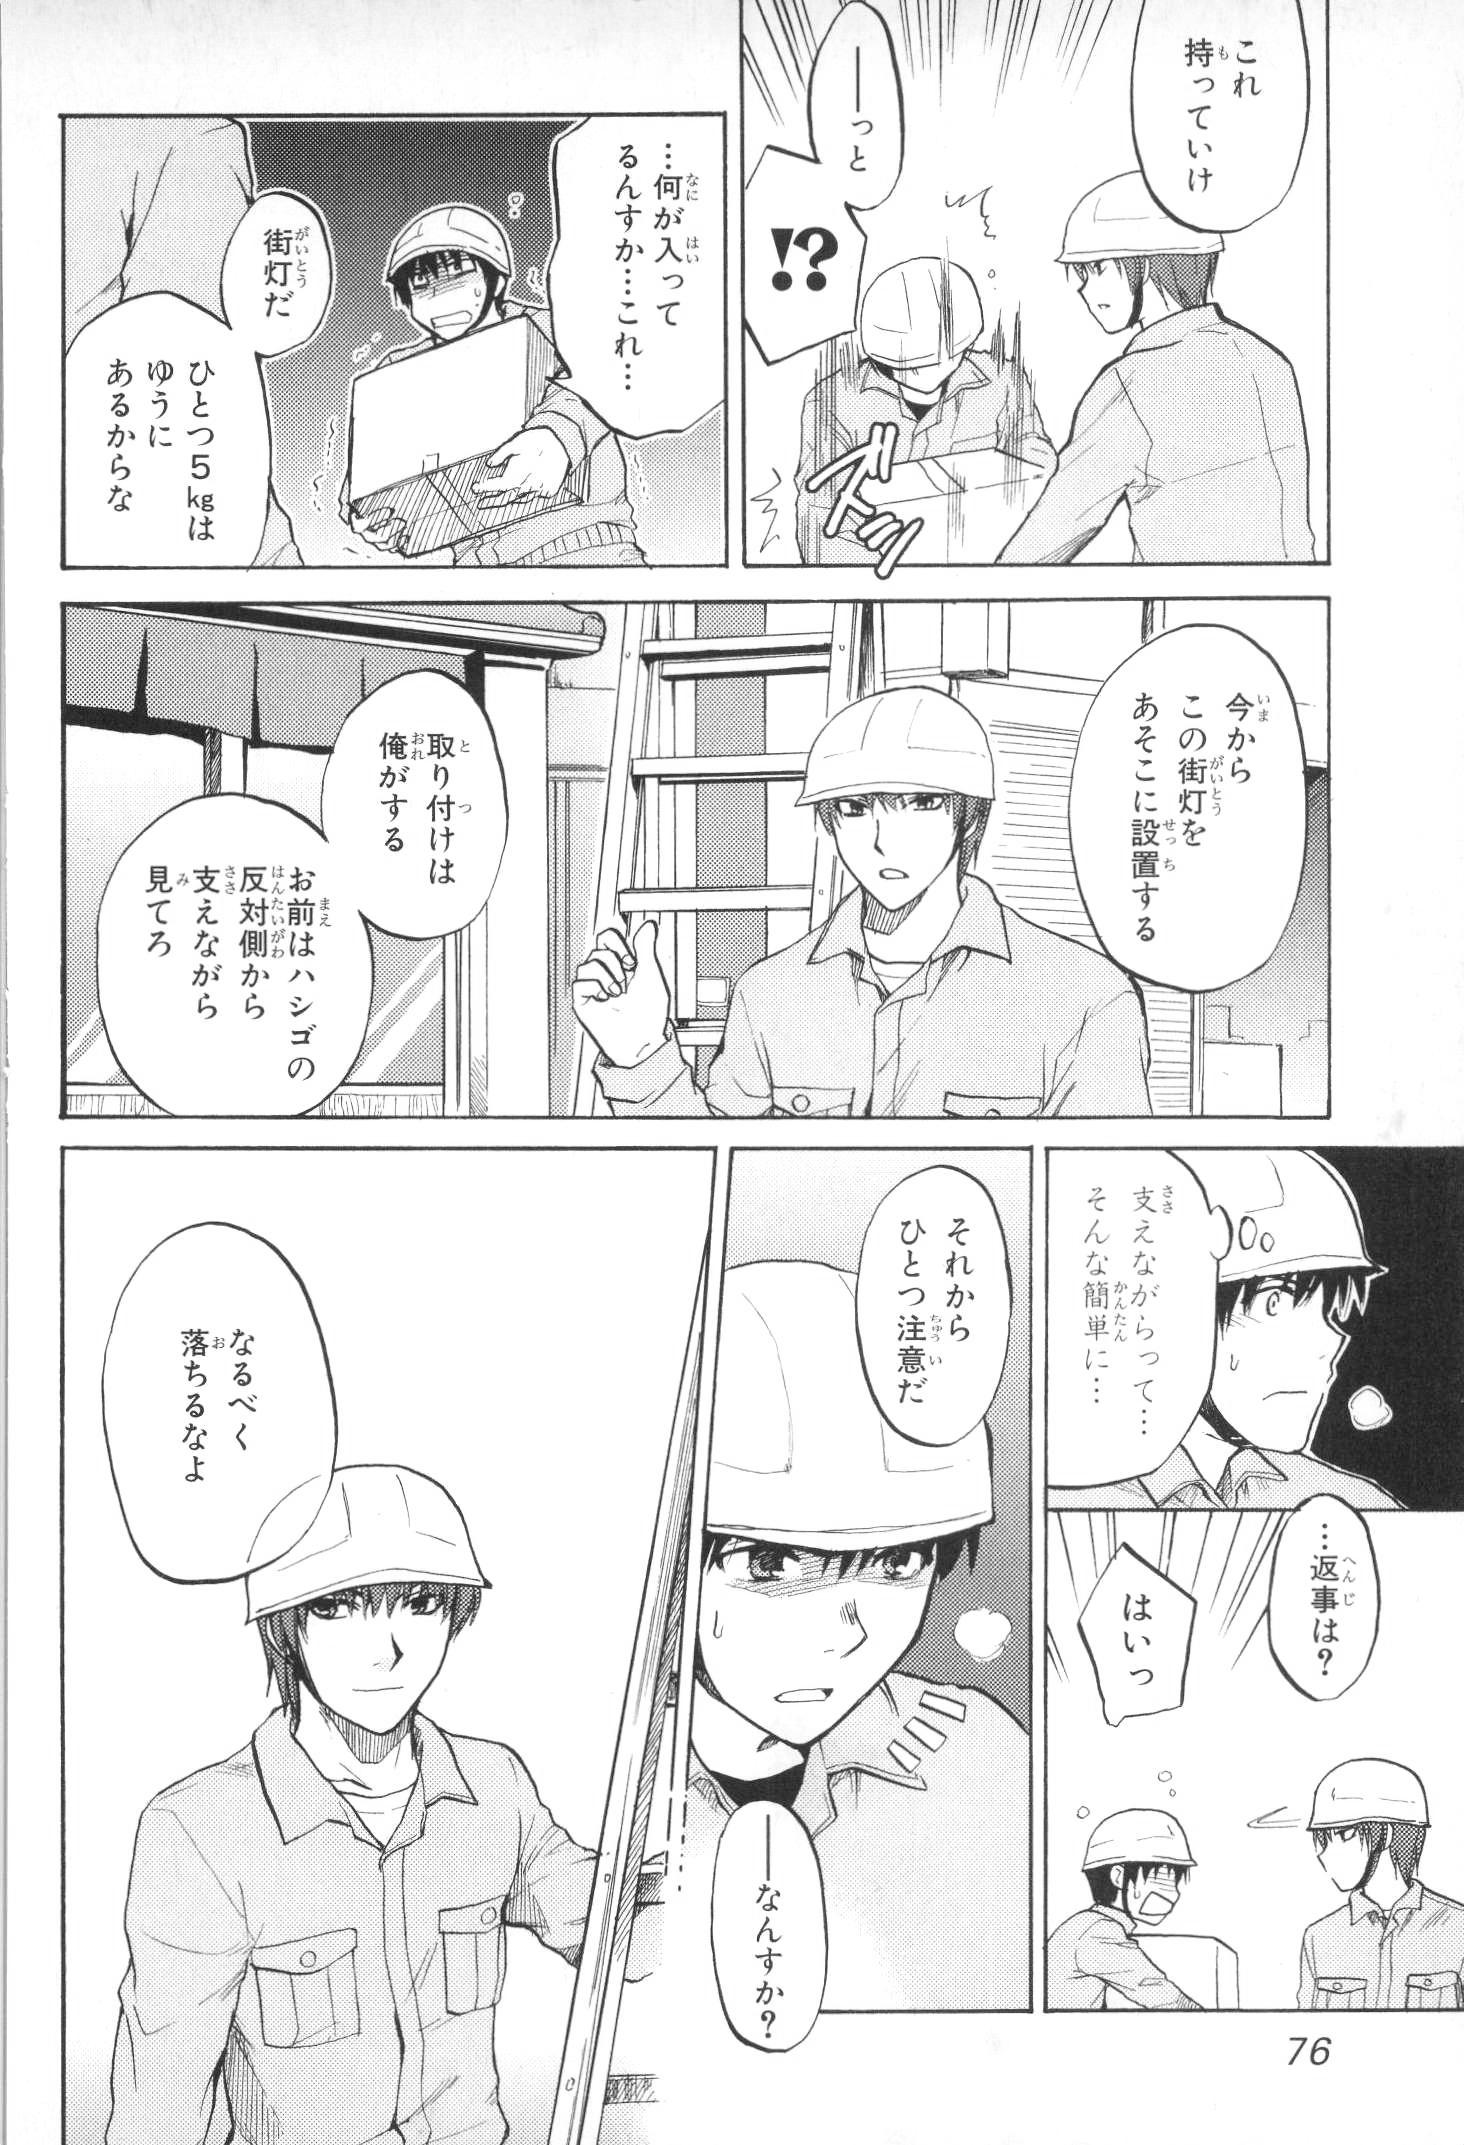 これ
持っていけ
―っと
!?
ズドッ
…何が入って
るんすか…これ…
街灯だ
ひとつ5kgは
ゆうに
あるからな
今から
この街灯を
あそこに設置する
取り付けは
俺がする
お前はハシゴの
反対側から
支えながら
見てろ
支えながらって…
そんな簡単に…
…返事は?
はいっ
それから
ひとつ注意だ
―なんすか?
なるべく
落ちるなよ
76